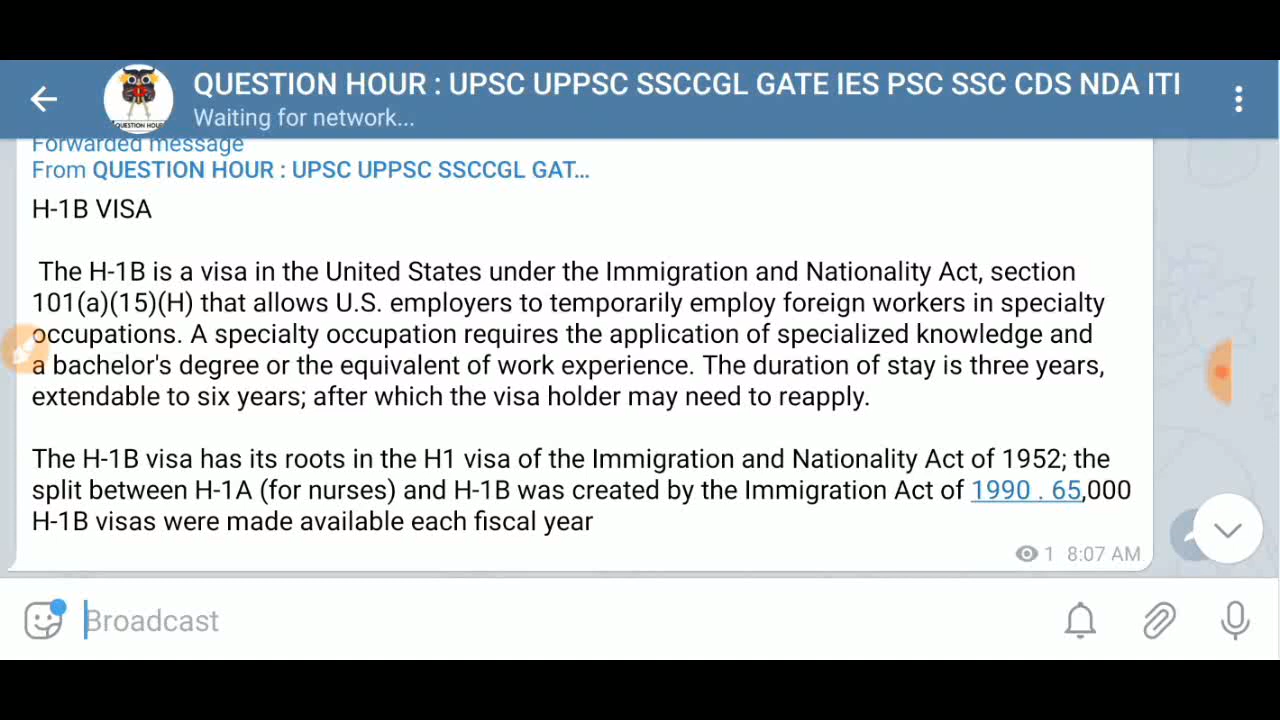 QUESTION HOUR : UPSC UPPSC SSCCGL GATE IES PSC SSC CDS NDA ITI
Waiting for network...
QUESTION HOUR
Forwarded message
From QUESTION HOUR : UPSC UPPSC SSCCGL GAT...
H-1B VISA
The H-1B is a visa in the United States under the Immigration and Nationality Act, section
101(a)(15)(H) that allows U.S. employers to temporarily employ foreign workers in specialty
occupations. A specialty occupation requires the application of specialized knowledge and
a bachelor's degree or the equivalent of work experience. The duration of stay is three years,
extendable to six years; after which the visa holder may need to reapply.
The H-1B visa has its roots in the H1 visa of the Immigration and Nationality Act of 1952; the
split between H-1A (for nurses) and H-1B was created by the Immigration Act of 1990 . 65,000
H-1B visas were made available each fiscal year
1 8:07 AM
Broadcast